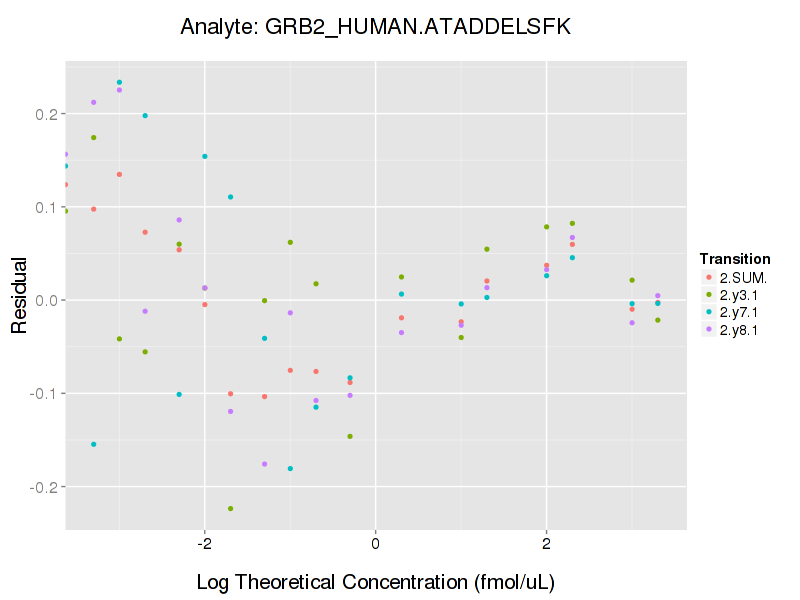 Analyte: GRB2_HUMAN.ATADDELSFK
Residual
0.2
0.1
0.0
-0.1
-0.2
-2
0
2
Log Theoretical Concentration (fmol/uL)
Transition
2.SUM.
2.y3.1
2.y7.1
2.y8.1